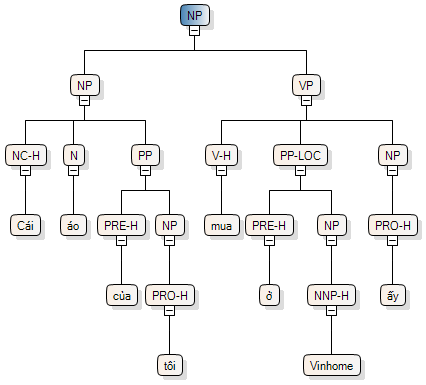 NP
NP VP
NC-H N PP V-H PP-LOC NP
Cái áo PRE-H NP mua PRE-H NP PRO-H
của PRO-H ở NNP-H ấy
tôi Vinhome